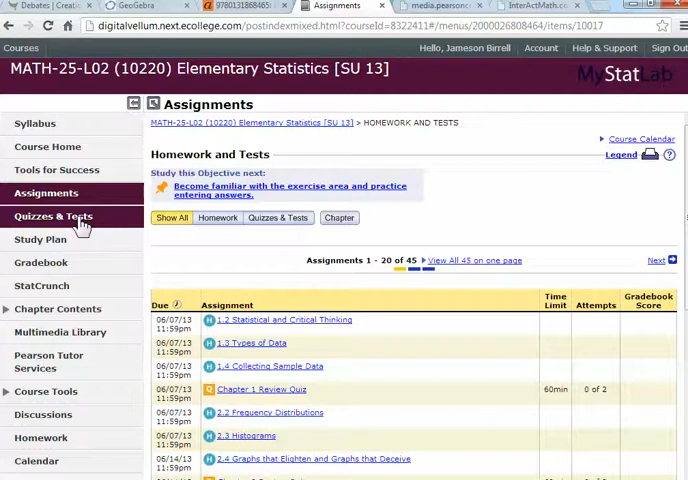 Debates | Creatio
GeoGebra
9780131868465:
Assignments
media.pearsoncm
InterActMath.co
digitalvellum.next.ecollege.com/postindexmixed.html?courseId=8322411#/menus/2000026808464/items/10017
Courses
Hello, Jameson Birrell Account Help & Support Sign Out
MATH-25-L02 (10220) Elementary Statistics [SU 13]
MyStatLab
Syllabus
Course Home
Tools for Success
Assignments
Quizzes & Tests
Study Plan
Gradebook
StatCrunch
Chapter Contents
Multimedia Library
Pearson Tutor
Services
Course Tools
Discussions
Homework
Calendar
Assignments
MATH-25-L02 (10220) Elementary Statistics [SU 13] > HOMEWORK AND TESTS
Course Calendar
Homework and Tests
Legend ?
Study this Objective next:
Become familiar with the exercise area and practice
entering answers.
Show All Homework Quizzes & Tests Chapter
Assignments 1 - 20 of 45 View All 45 on one page Next
Due Assignment Time Limit Attempts Gradebook Score
06/07/13 11:59pm H 1.2 Statistical and Critical Thinking
06/07/13 11:59pm H 1.3 Types of Data
06/07/13 11:59pm H 1.4 Collecting Sample Data
06/07/13 11:59pm Q Chapter 1 Review Quiz 60min 0 of 2
06/07/13 11:59pm H 2.2 Frequency Distributions
06/07/13 11:59pm H 2.3 Histograms
06/14/13 11:59pm H 2.4 Graphs that Elighten and Graphs that Deceive